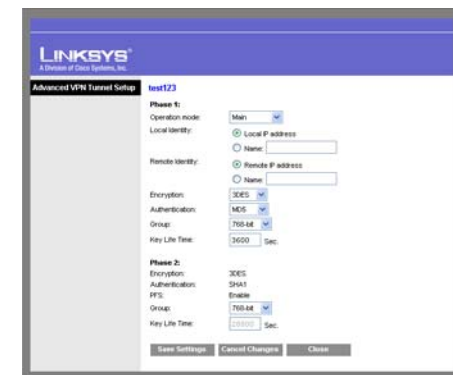 LINKSYS®
A Division of Cisco Systems, Inc.
Advanced VPN Tunnel Setup
test123
Phase 1:
Operation mode: Main
Local Identity: Local IP address
Name:
Remote Identity: Remote IP address
Name:
Encryption: 3DES
Authentication: MD5
Group: 768-bit
Key Life Time: 3600 Sec.
Phase 2:
Encryption: 3DES
Authentication: SHA1
PFS: Enable
Group: 768-bit
Key Life Time: 28800 Sec.
Save Settings Cancel Changes Close